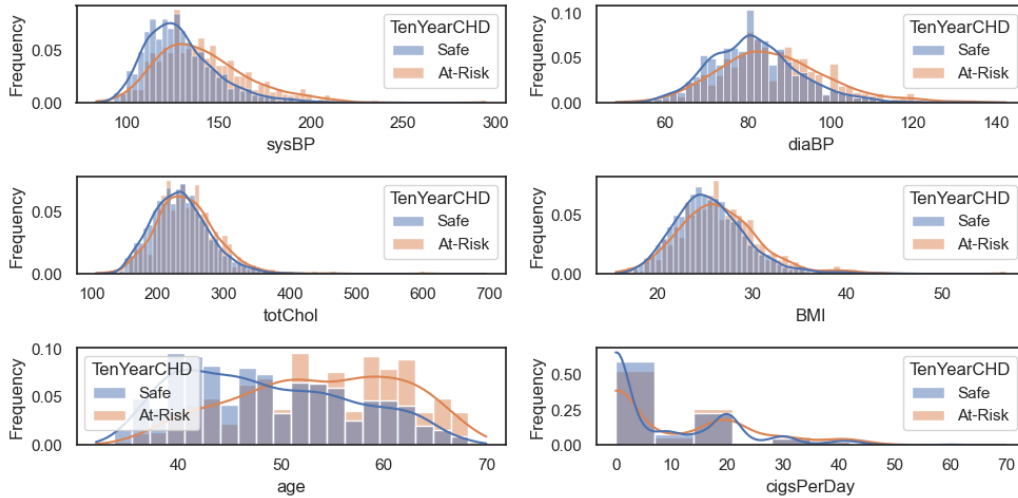 TenYearCHD
Safe
At-Risk
Frequency
0.05
0.00
100 150 200 250 300
sysBP
TenYearCHD
Safe
At-Risk
Frequency
0.10
0.05
0.00
60 80 100 120 140
diaBP
TenYearCHD
Safe
At-Risk
Frequency
0.05
0.00
100 200 300 400 500 600 700
totChol
TenYearCHD
Safe
At-Risk
Frequency
0.05
0.00
20 30 40 50
BMI
TenYearCHD
Safe
At-Risk
Frequency
0.10
0.05
0.00
40 50 60 70
age
TenYearCHD
Safe
At-Risk
Frequency
0.50
0.25
0.00
0 10 20 30 40 50 60 70
cigsPerDay